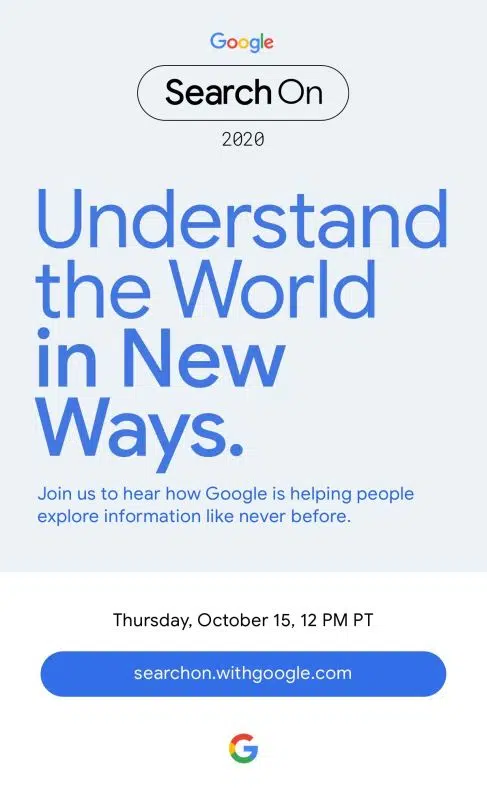 Google
Search On
2020
Understand
the World
in New
Ways.
Join us to hear how Google is helping people
explore information like never before.
Thursday, October 15, 12 PM PT
searchon.withgoogle.com
G